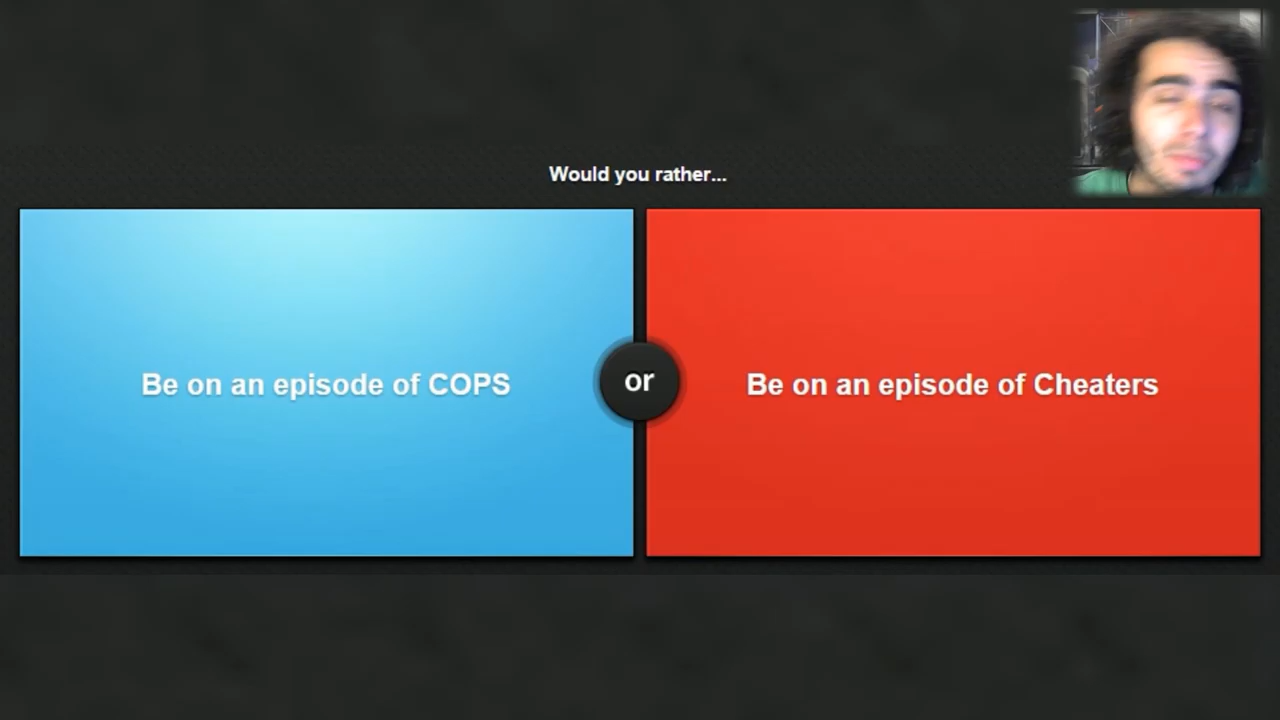 Would you rather...
Be on an episode of COPS
or
Be on an episode of Cheaters